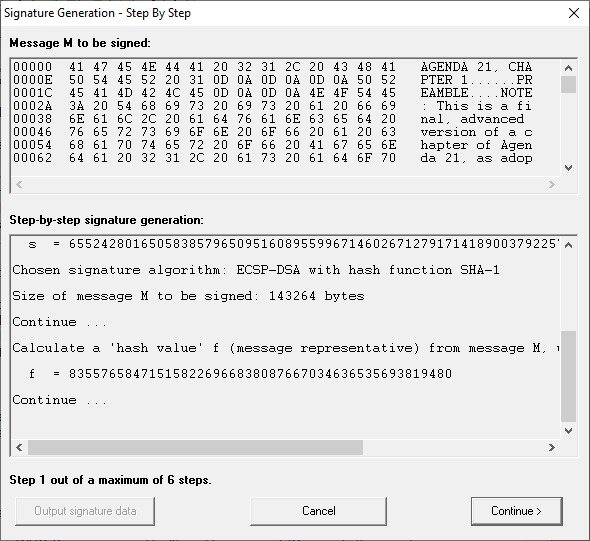 Signature Generation - Step By Step
Message M to be signed:
00000 41 47 45 4E 44 41 20 32 31 2C 20 43 48 41 AGENDA 21, CHA
0000E 50 54 45 52 20 31 0D 0A 0D 0A 0D 0A 50 52 PTER 1......PR
0001C 45 41 4D 42 4C 45 0D 0A 0D 0A 4E 4F 54 45 EAMBLE....NOTE
0002A 3A 20 54 68 69 73 20 69 73 20 61 20 66 69 : This is a fi
00038 6E 61 6C 2C 20 61 64 76 61 6E 63 65 64 20 nal, advanced
00046 76 65 72 73 69 6F 6E 20 6F 66 20 61 20 63 version of a c
00054 68 61 70 74 65 72 20 6F 66 20 41 67 65 6E hapter of Agen
00062 64 61 20 32 31 2C 20 61 73 20 61 64 6F 70 da 21, as adop
Step-by-step signature generation:
s = 65524280165058385796509516089559967146026712791714189003792257
Chosen signature algorithm: ECSP-DSA with hash function SHA-1
Size of message M to be signed: 143264 bytes
Continue ...
Calculate a 'hash value' f (message representative) from message M,
f = 835576584715158226966838087667034636535693819480
Continue ...
Step 1 out of a maximum of 6 steps.
Output signature data
Cancel
Continue >